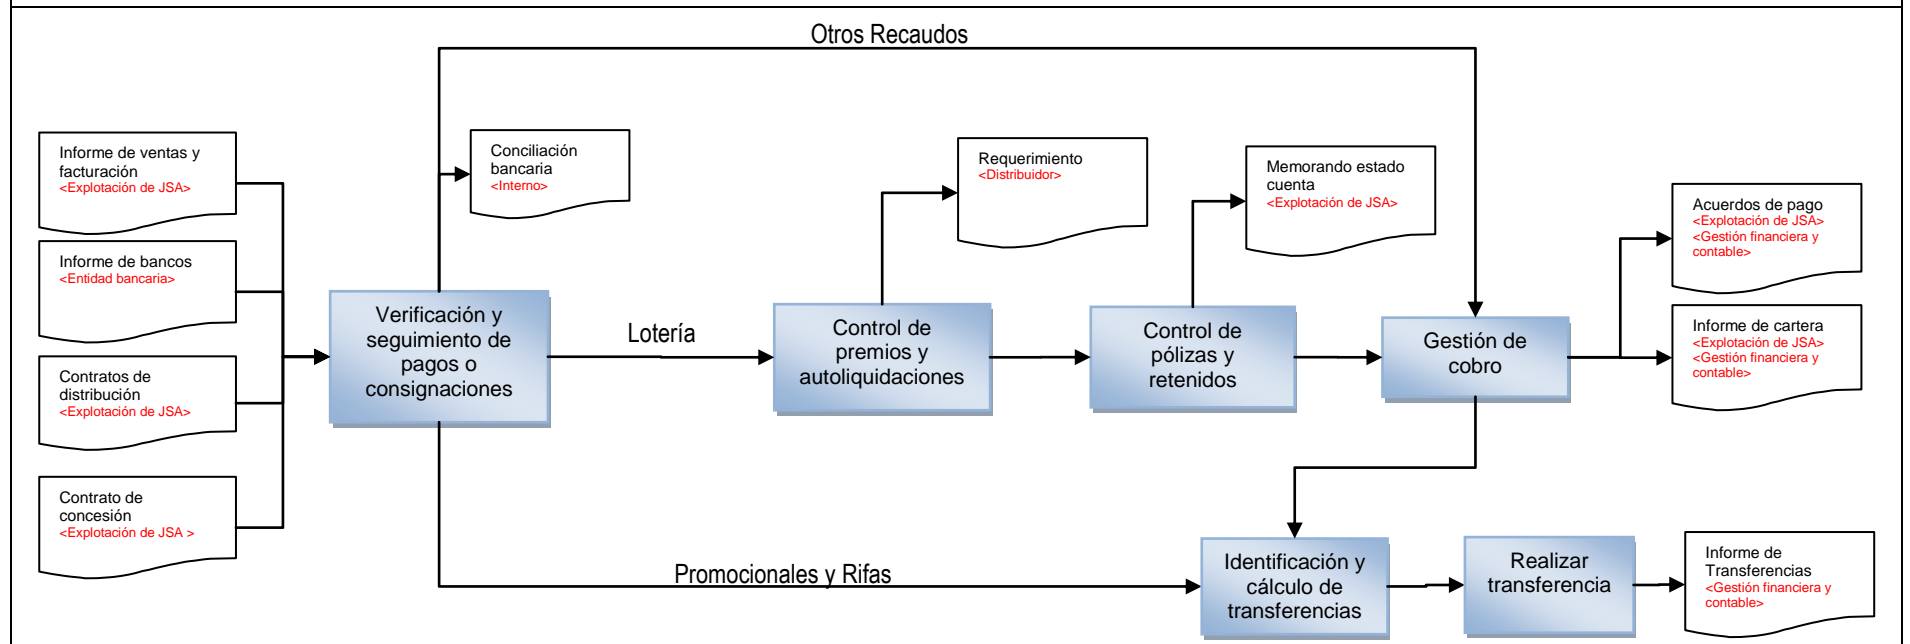 Otros Recaudos
Informe de ventas y
facturación
<Explotación de JSA>
Conciliación
bancaria
<Interno>
Requerimiento
<Distribuidor>
Memorando estado
cuenta
<Explotación de JSA>
Acuerdos de pago
<Explotación de JSA>
<Gestión financiera y
contable>
Informe de bancos
<Entidad bancaria>
Verificación y
seguimiento de
pagos o
consignaciones
Lotería
Control de
premios y
autoliquidaciones
Control de
pólizas y
retenidos
Gestión de
cobro
Informe de cartera
<Explotación de JSA>
<Gestión financiera y
contable>
Contratos de
distribución
<Explotación de JSA>
Contrato de
concesión
<Explotación de JSA >
Promocionales y Rifas
Identificación y
cálculo de
transferencias
Realizar
transferencia
Informe de
Transferencias
<Gestión financiera y
contable>